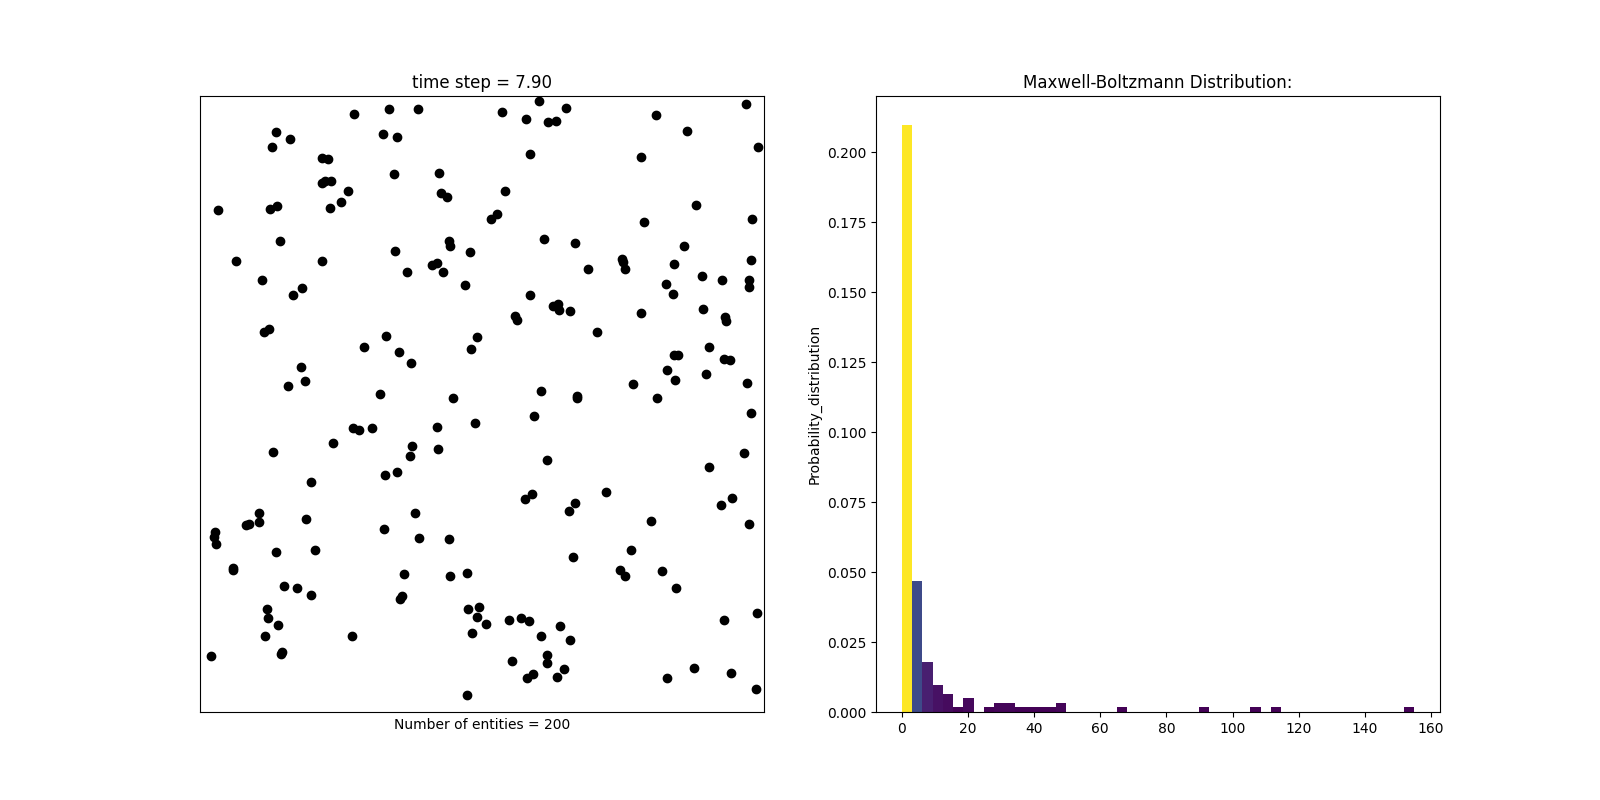 time step = 7.90
Number of entities = 200
Maxwell-Boltzmann Distribution:
Probability_distribution
0.200
0.175
0.150
0.125
0.100
0.075
0.050
0.025
0.000
0 20 40 60 80 100 120 140 160